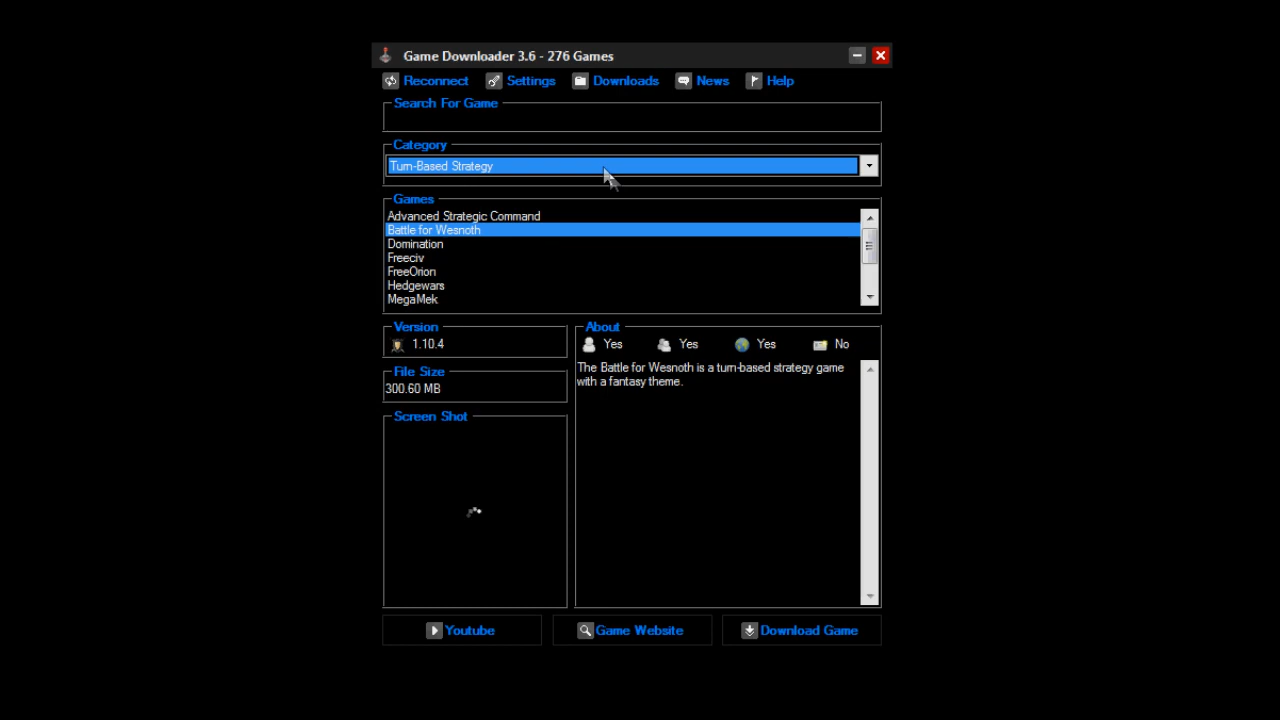 Game Downloader 3.6 - 276 Games
Reconnect Settings Downloads News Help
Search For Game
Category
Turn-Based Strategy
Games
Advanced Strategic Command
Battle for Wesnoth
Domination
Freeciv
FreeOrion
Hedgewars
MegaMek
Version
1.10.4
File Size
300.60 MB
Screen Shot
About
Yes Yes Yes No
The Battle for Wesnoth is a turn-based strategy game
with a fantasy theme.
Youtube Game Website Download Game